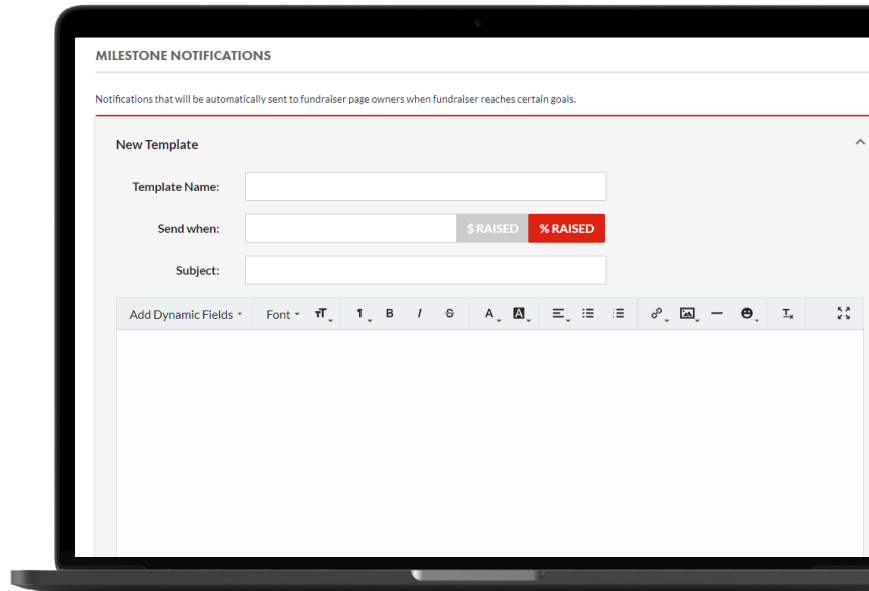 MILESTONE NOTIFICATIONS
Notifications that will be automatically sent to fundraiser page owners when fundraiser reaches certain goals.
New Template
Template Name:
Send when:
$ RAISED
% RAISED
Subject:
Add Dynamic Fields
Font